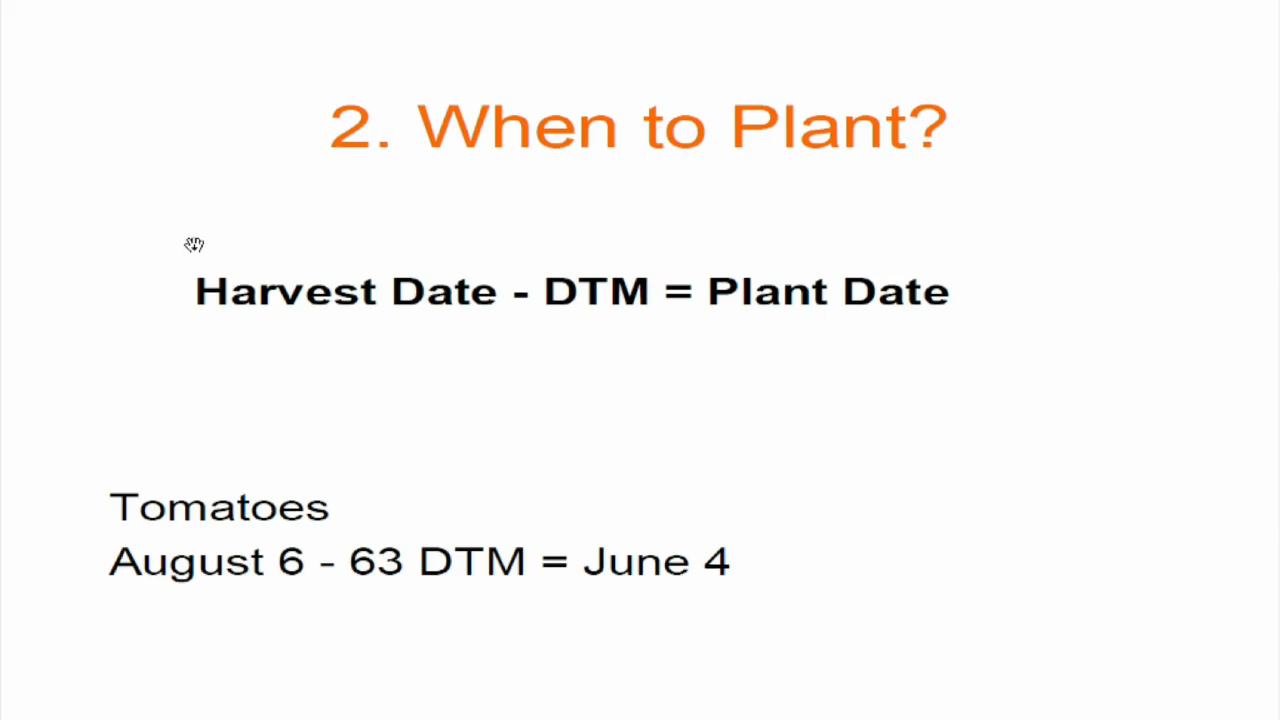 2. When to Plant?
Harvest Date - DTM = Plant Date
Tomatoes
August 6 - 63 DTM = June 4